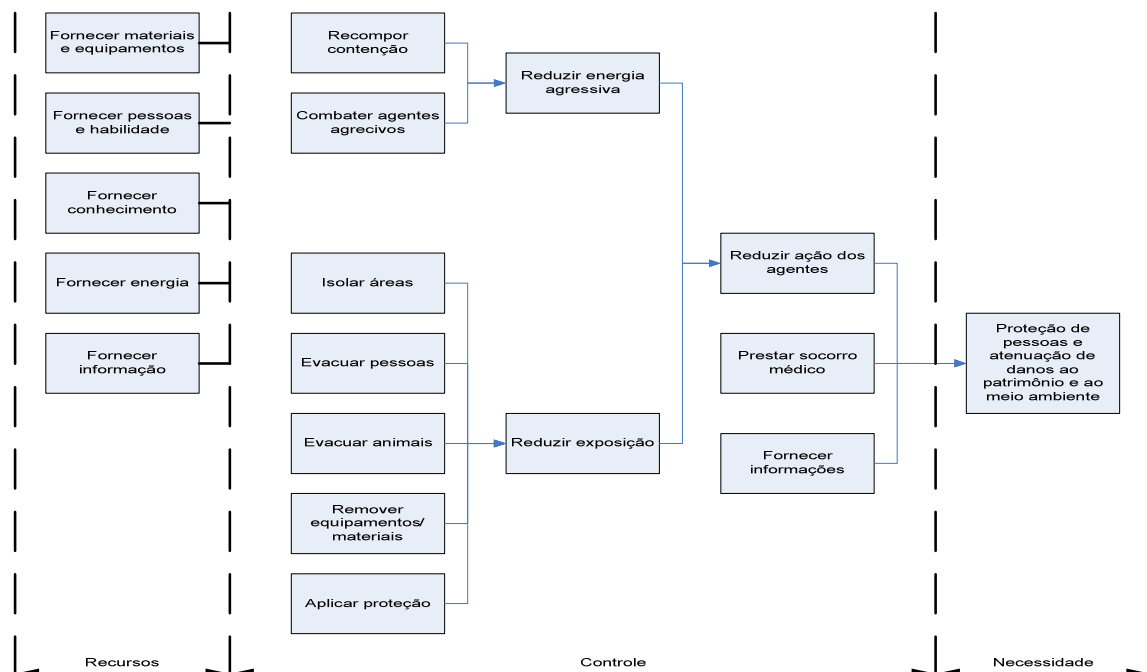 Fornecer materiais
e equipamentos
Fornecer pessoas
e habilidade
Fornecer
conhecimento
Fornecer energia
Fornecer
informação
Recompor
contenção
Combater agentes
agrecivos
Isolar áreas
Evacuar pessoas
Evacuar animais
Remover
equipamentos/
materiais
Aplicar proteção
Reduzir energia
agressiva
Reduzir exposição
Reduzir ação dos
agentes
Prestar socorro
médico
Fornecer
informações
Proteção de
pessoas e
atenuação de
danos ao
patrimônio e ao
meio ambiente
Recursos
Controle
Necessidade